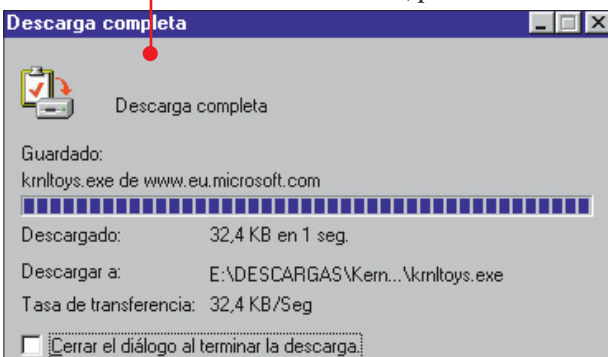 Descarga completa
Descarga completa
Guardado:
krnltoys.exe de www.eu.microsoft.com
Descargado: 32,4 KB en 1 seg.
Descargar a: E:\DESCARGAS\Kern...\krnltoys.exe
Tasa de transferencia: 32,4 KB/Seg
Cerrar el diálogo al terminar la descarga.